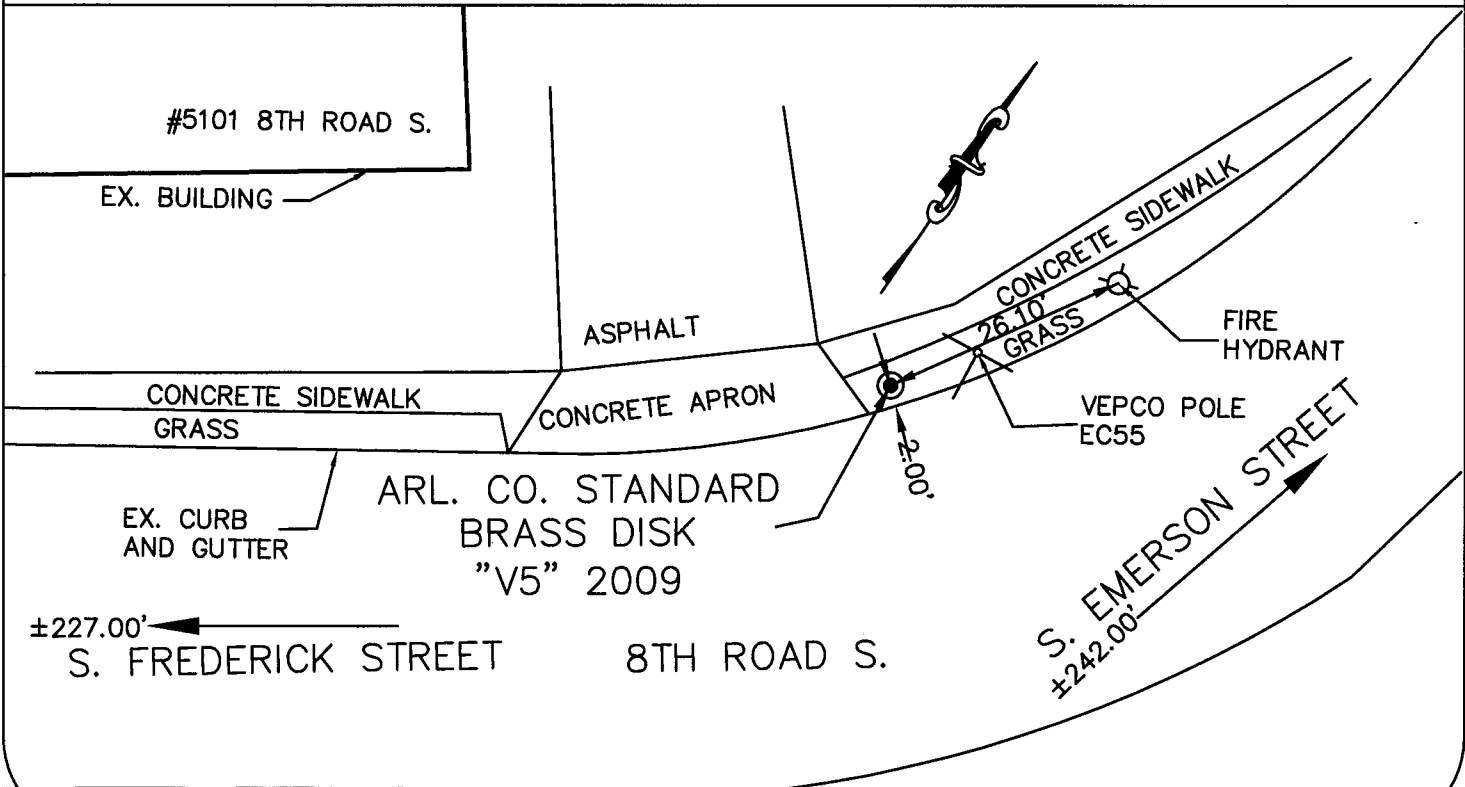 #5101 8TH ROAD S.
EX. BUILDING
ASPHALT
CONCRETE SIDEWALK
26.10'
GRASS
FIRE
HYDRANT
CONCRETE SIDEWALK
GRASS
CONCRETE APRON
VEPCO POLE
EC55
2.00'
EX. CURB
AND GUTTER
ARL. CO. STANDARD
BRASS DISK
"V5" 2009
S. EMERSON STREET
±242.00'
±227.00'
S. FREDERICK STREET
8TH ROAD S.